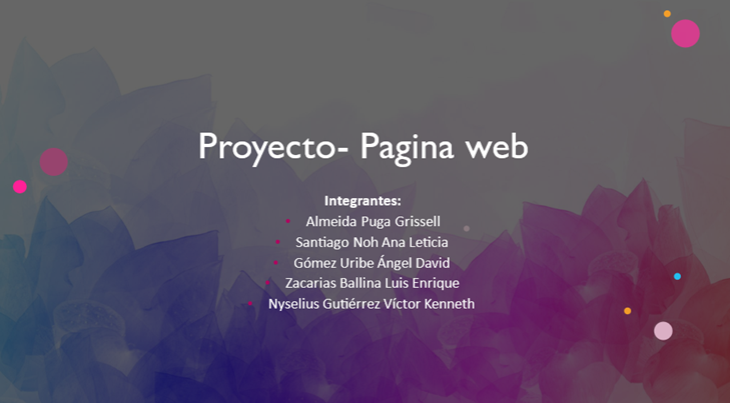 Proyecto- Pagina web
Integrantes:
Almeida Puga Grissell
Santiago Noh Ana Leticia
Gómez Uribe Ángel David
Zacarias Ballina Luis Enrique
Nyselius Gutiérrez Víctor Kenneth